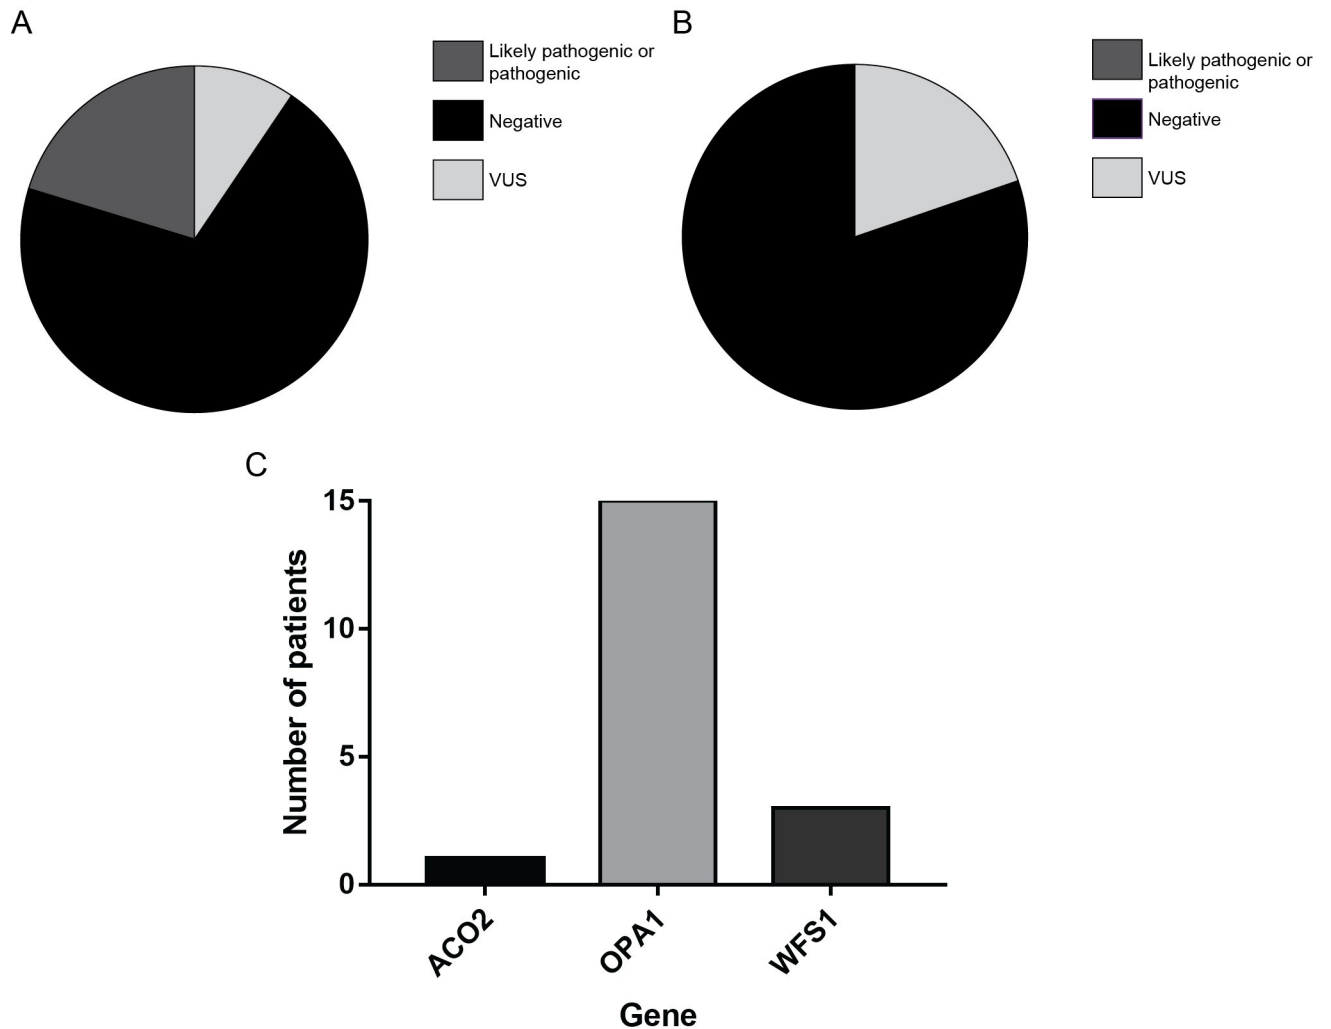 A
Likely pathogenic or
pathogenic
Negative
VUS
B
Likely pathogenic or
pathogenic
Negative
VUS
C
15
10
5
0
Number of patients
ACO2
OPA1
WFS1
Gene